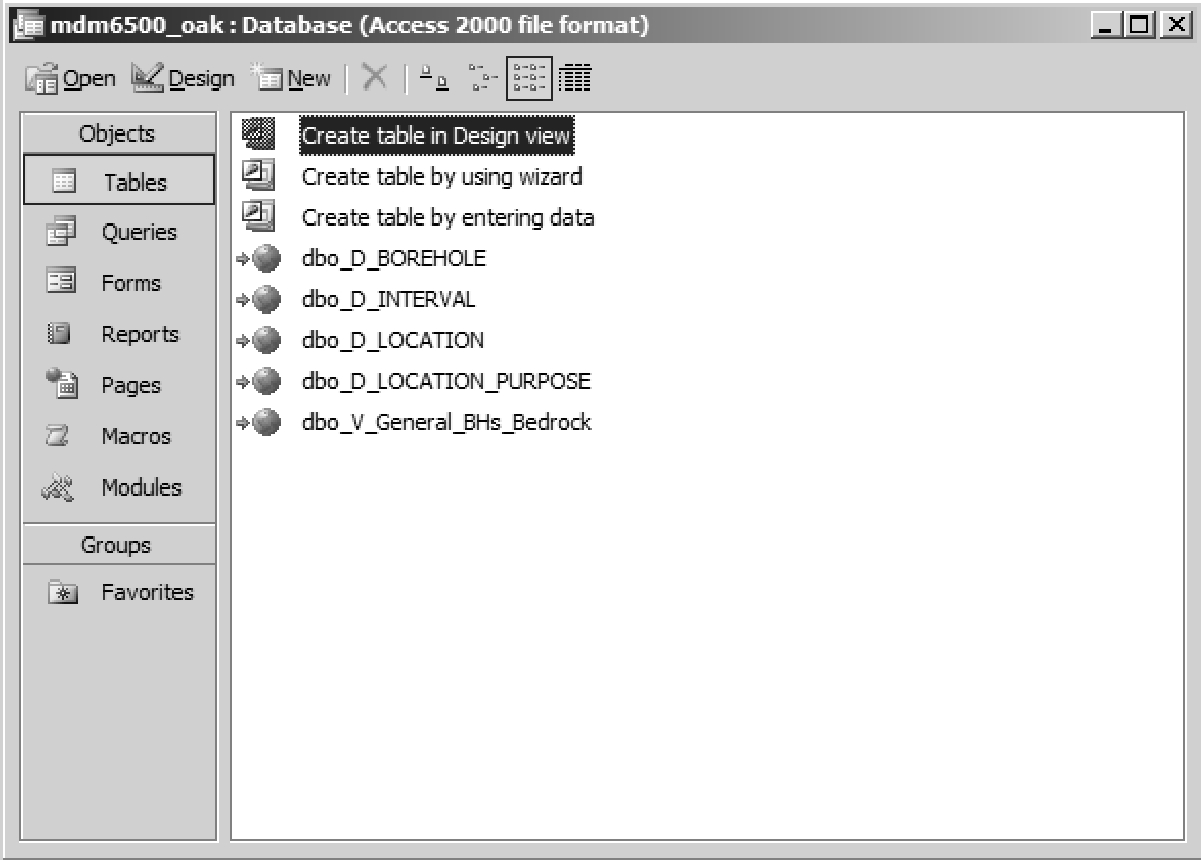 mdm6500_oak : Database (Access 2000 file format)
Open Design New
Objects
Tables
Queries
Forms
Reports
Pages
Macros
Modules
Groups
Favorites
Create table in Design view
Create table by using wizard
Create table by entering data
dbo_D_BOREHOLE
dbo_D_INTERVAL
dbo_D_LOCATION
dbo_D_LOCATION_PURPOSE
dbo_V_General_BHs_Bedrock